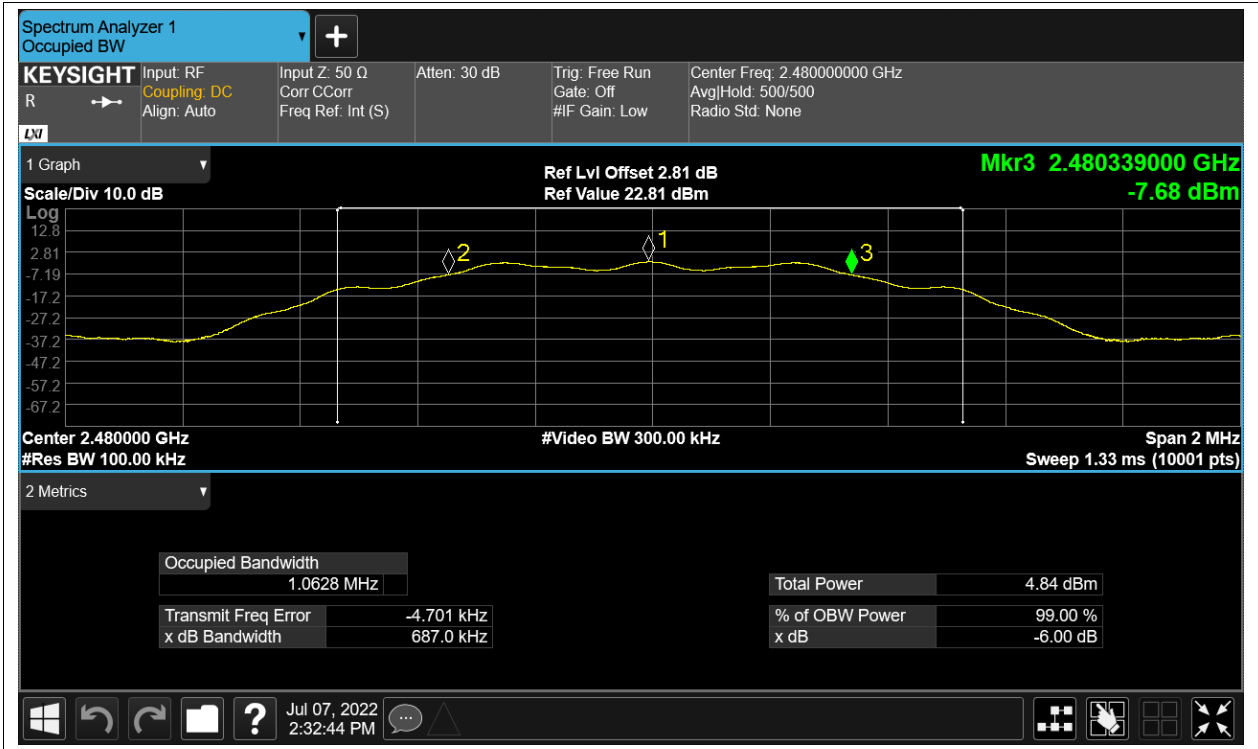 Spectrum Analyzer 1
Occupied BW
KEYSIGHT
R
LXI
Input: RF
Coupling: DC
Align: Auto
Input Z: 50 Ω
Corr CCorr
Freq Ref: Int (S)
Atten: 30 dB
Trig: Free Run
Gate: Off
#IF Gain: Low
Center Freq: 2.480000000 GHz
Avg|Hold: 500/500
Radio Std: None
1 Graph
Scale/Div 10.0 dB
Ref Lvl Offset 2.81 dB
Ref Value 22.81 dBm
Mkr3 2.480339000 GHz
-7.68 dBm
Log
12.8
2.81
-7.19
-17.2
-27.2
-37.2
-47.2
-57.2
-67.2
2
1
3
Center 2.480000 GHz
#Video BW 300.00 kHz
Span 2 MHz
#Res BW 100.00 kHz
Sweep 1.33 ms (10001 pts)
2 Metrics
Occupied Bandwidth
1.0628 MHz
Transmit Freq Error -4.701 kHz
x dB Bandwidth 687.0 kHz
Total Power 4.84 dBm
% of OBW Power 99.00 %
x dB -6.00 dB
?
Jul 07, 2022
2:32:44 PM